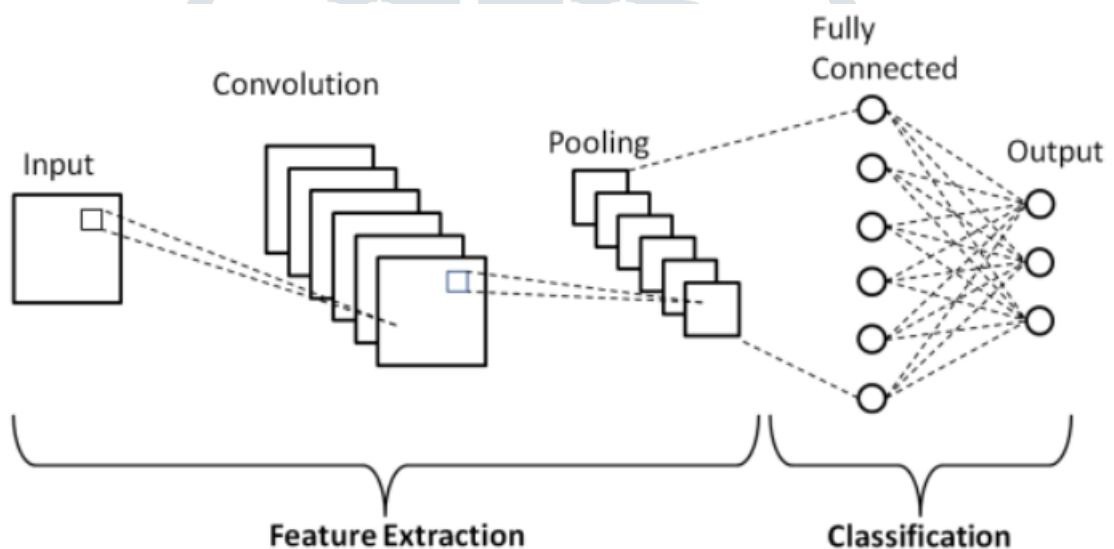 Input
Convolution
Pooling
Fully
Connected
Output
Feature Extraction
Classification